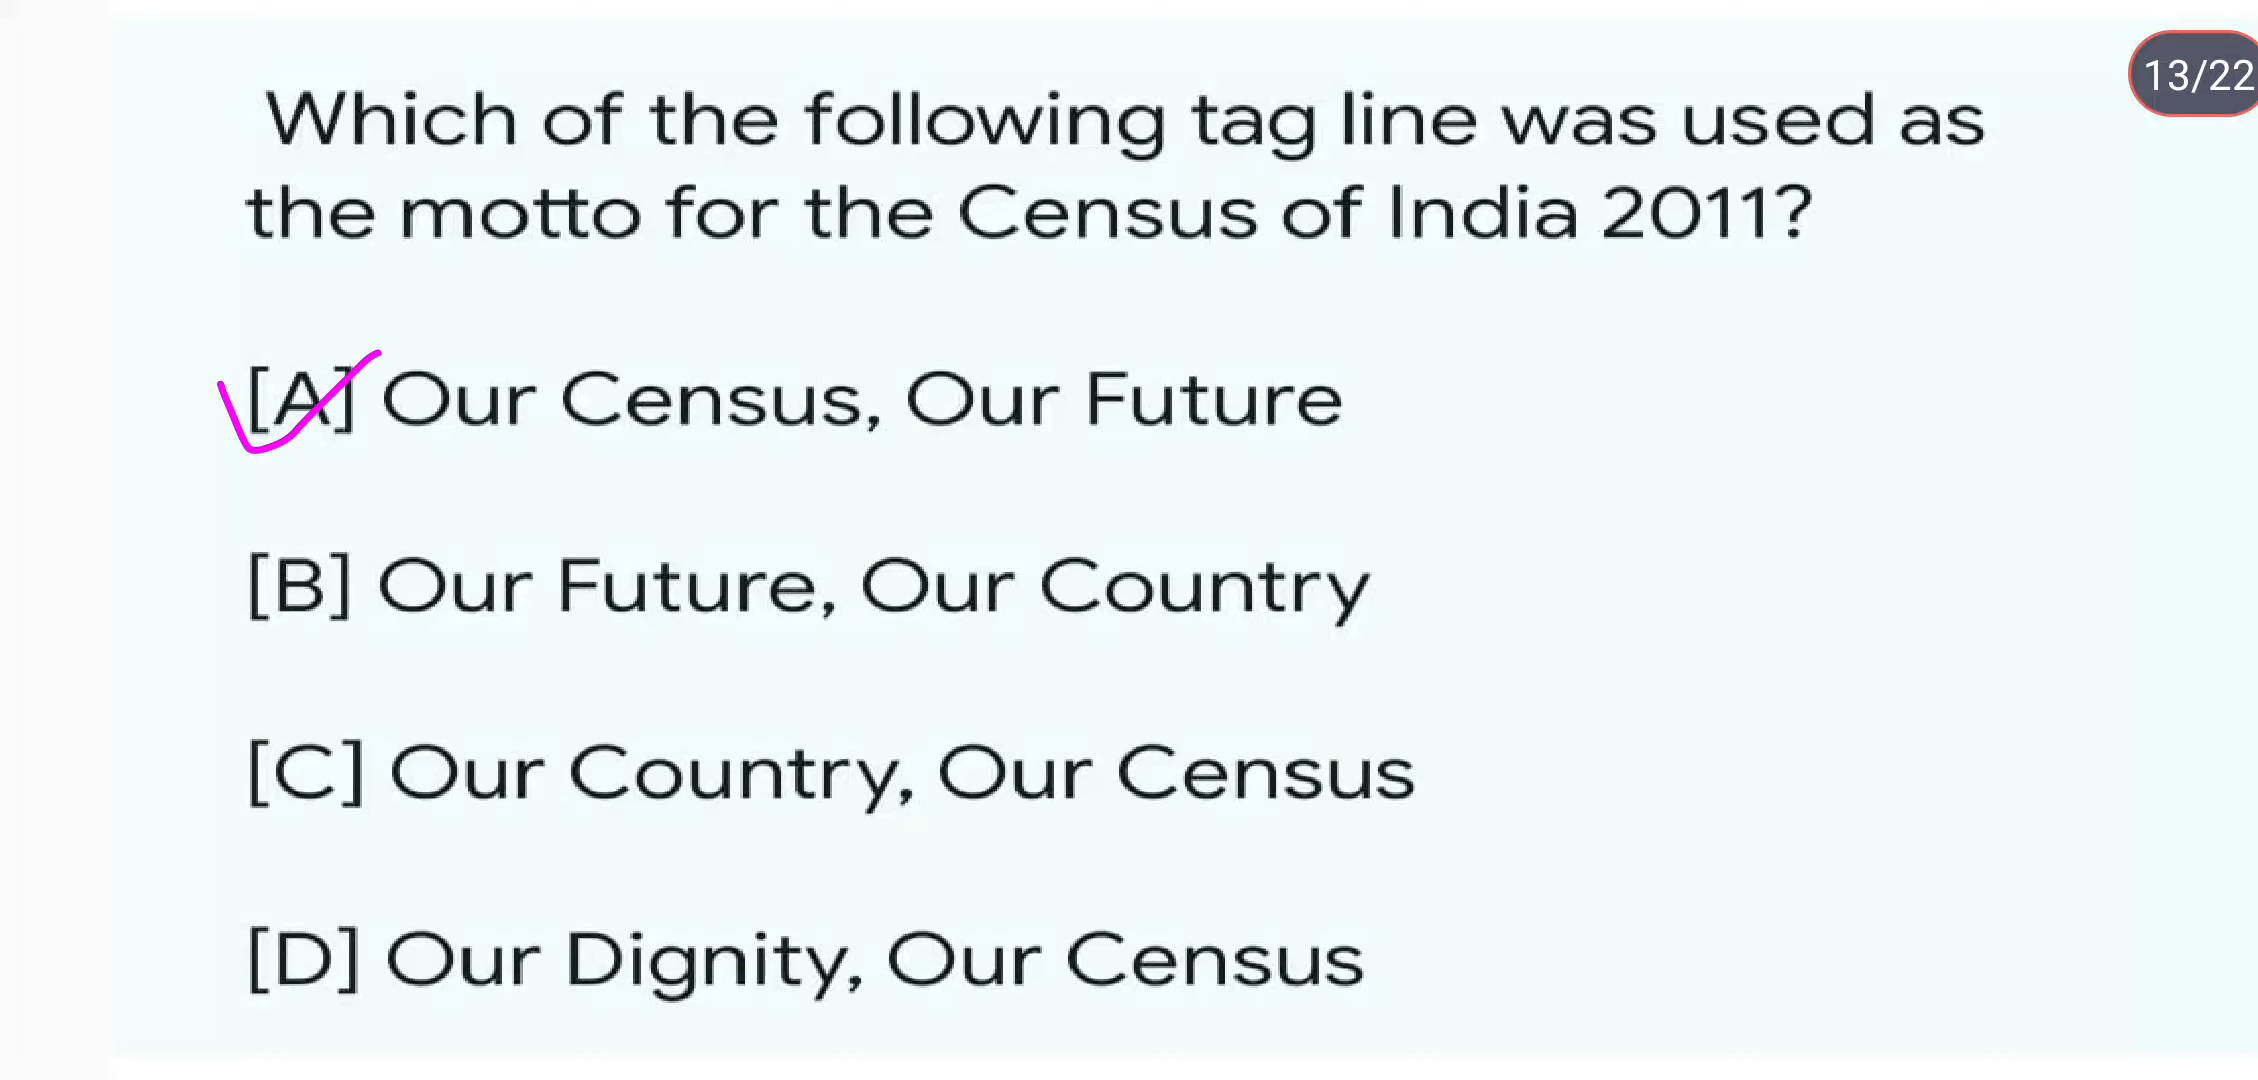 13/22
Which of the following tag line was used as
the motto for the Census of India 2011?
[A] Our Census, Our Future
[B] Our Future, Our Country
[C] Our Country, Our Census
[D] Our Dignity, Our Census